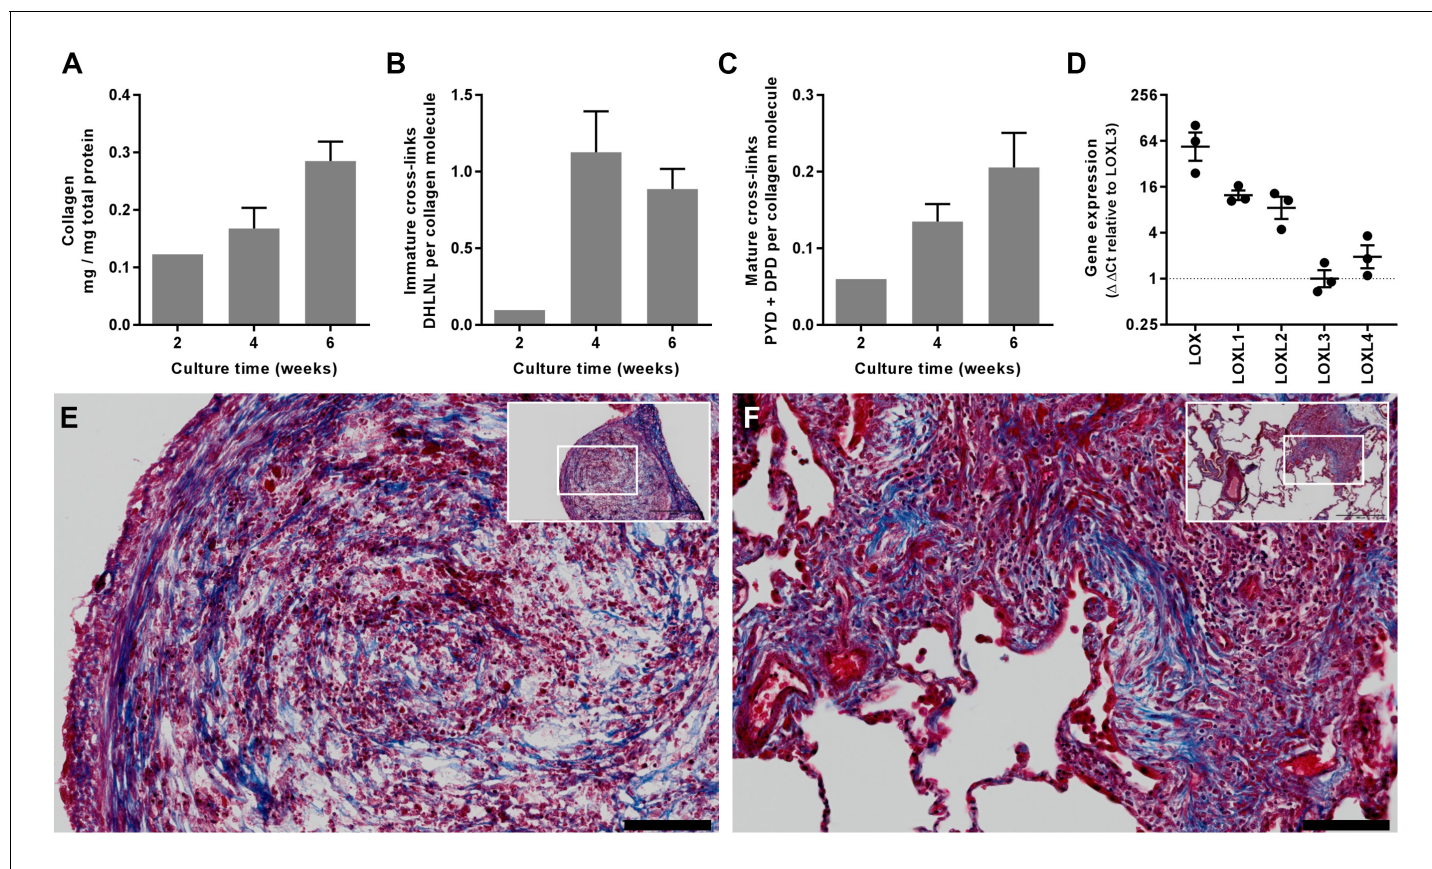 A
Collagen
mg / mg total protein
0.4
0.3
0.2
0.1
0.0
2 4 6
Culture time (weeks)
B
Immature cross-links
DHLNL per collagen molecule
1.5
1.0
0.5
0.0
2 4 6
Culture time (weeks)
C
Mature cross-links
PYD + DPD per collagen molecule
0.3
0.2
0.1
0.0
2 4 6
Culture time (weeks)
D
Gene expression
(Δ ΔCt relative to LOXL3)
256
64
16
4
1
0.25
LOX
LOXL1
LOXL2
LOXL3
LOXL4
E
F